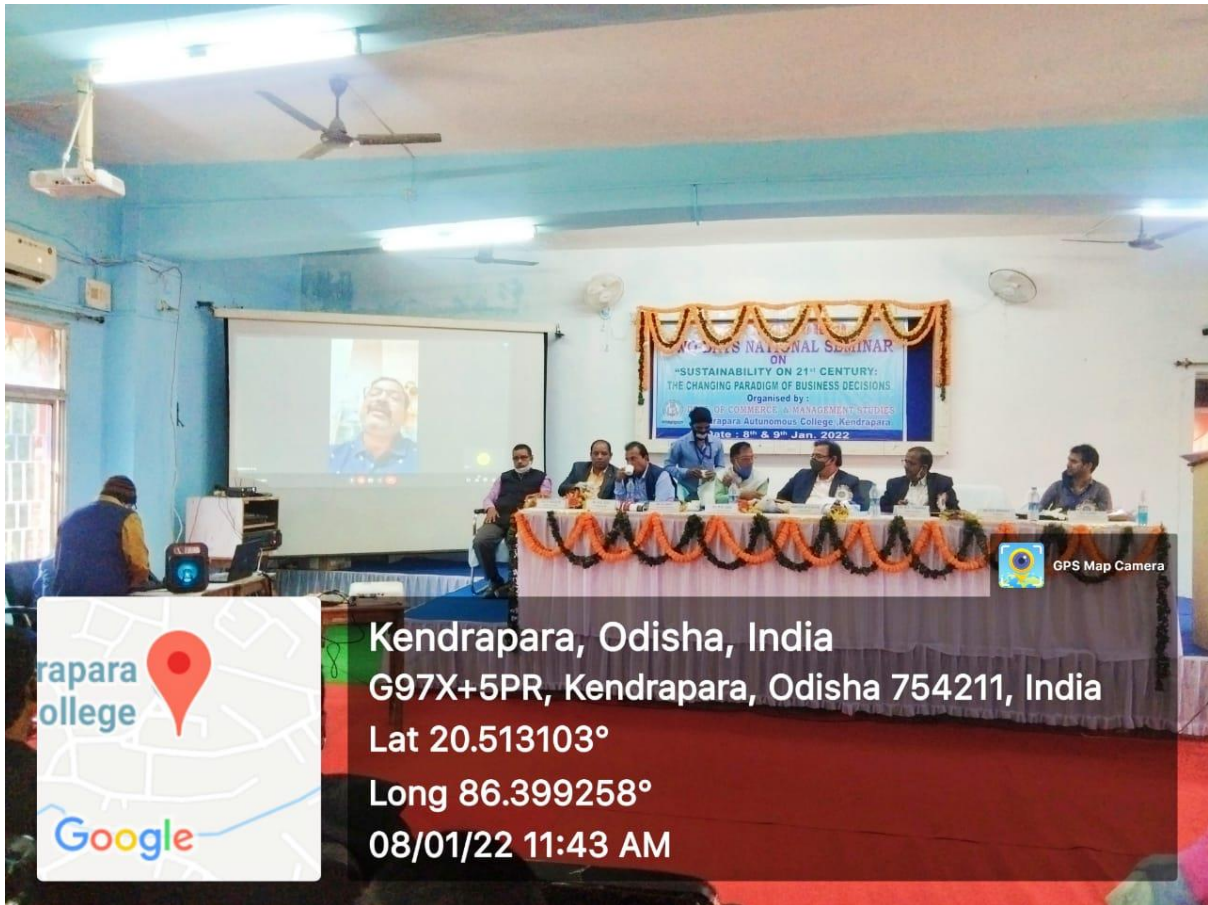 NATIONAL SEMINAR
ON
"SUSTAINABILITY ON 21st CENTURY:
THE CHANGING PARADIGM OF BUSINESS DECISIONS
Organised by :
OF COMMERCE & MANAGEMENT STUDIES
rapara Autonomous College, Kendrapara
Date : 8th & 9th Jan. 2022
GPS Map Camera
rapara
ollege
Google
Kendrapara, Odisha, India
G97X+5PR, Kendrapara, Odisha 754211, India
Lat 20.513103°
Long 86.399258°
08/01/22 11:43 AM